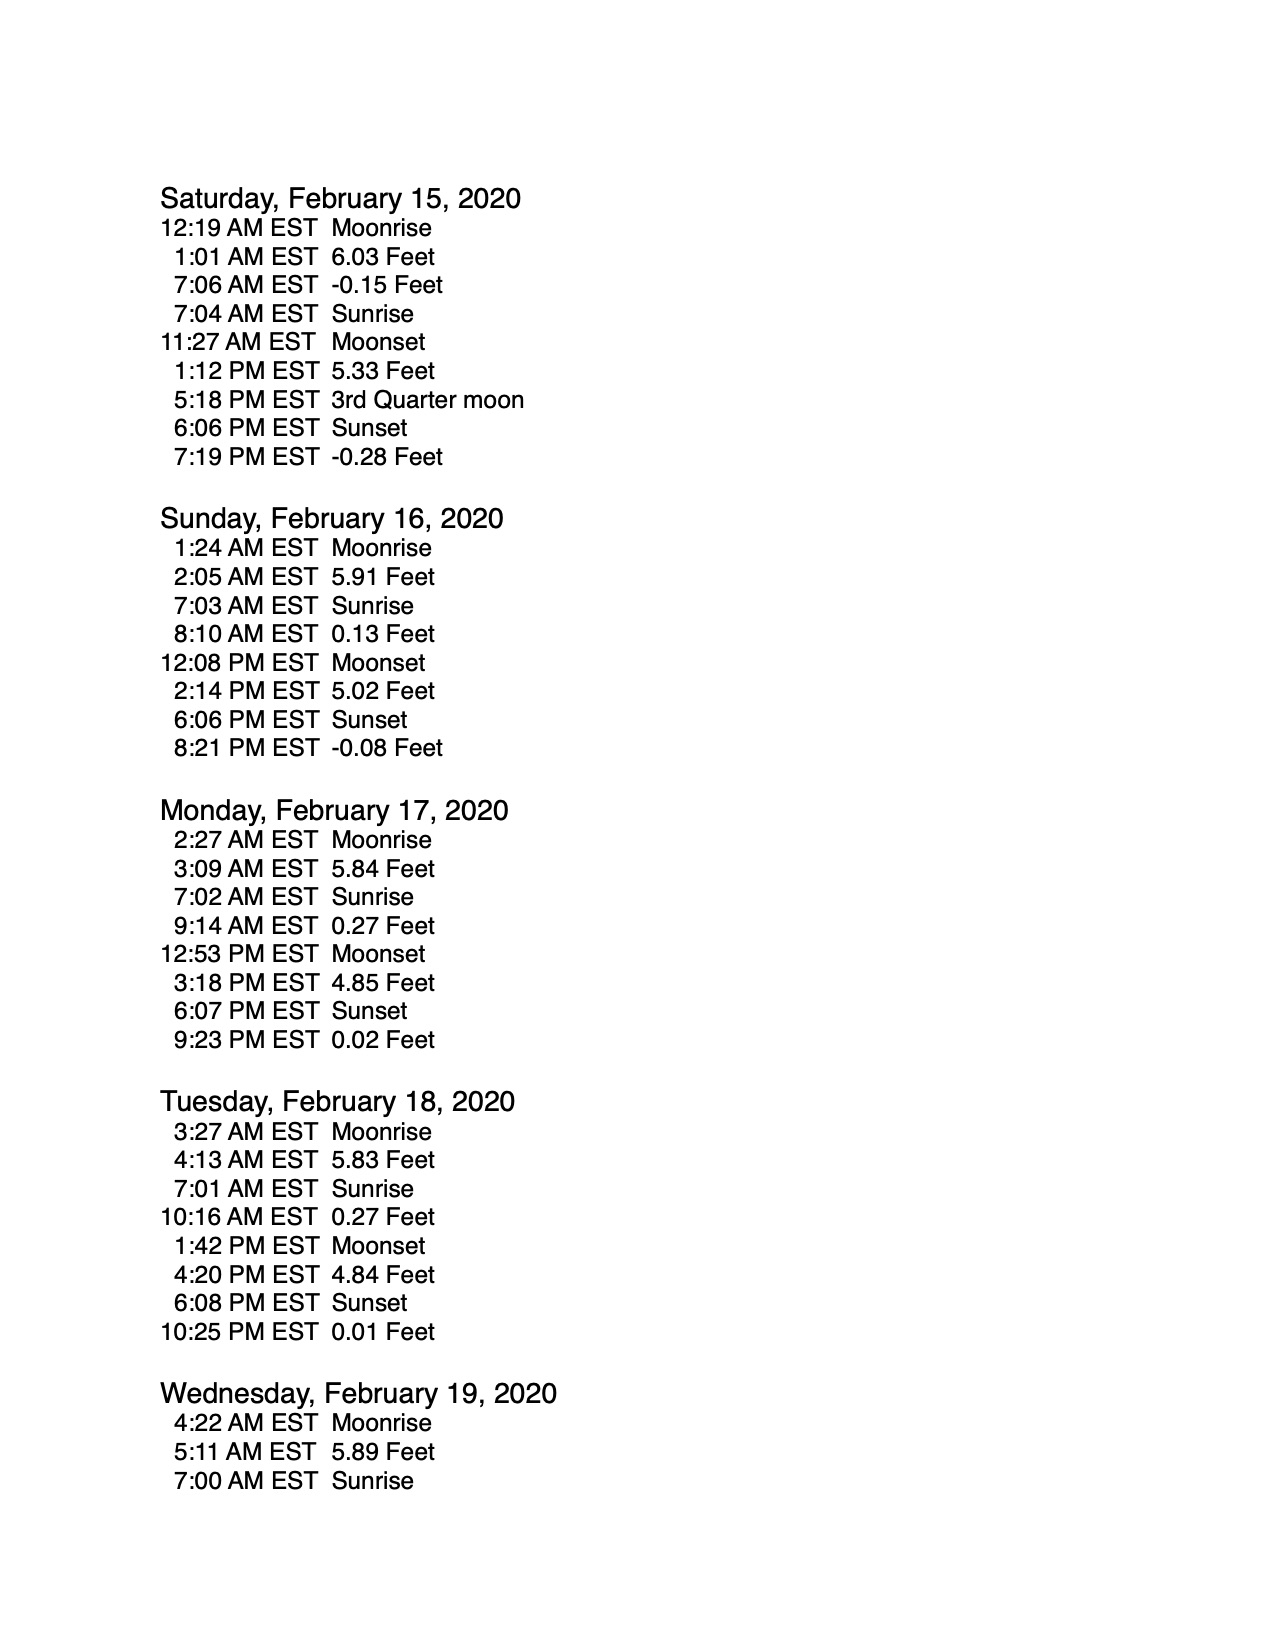 Saturday, February 15, 2020
12:19 AM EST Moonrise
1:01 AM EST 6.03 Feet
7:06 AM EST -0.15 Feet
7:04 AM EST Sunrise
11:27 AM EST Moonset
1:12 PM EST 5.33 Feet
5:18 PM EST 3rd Quarter moon
6:06 PM EST Sunset
7:19 PM EST -0.28 Feet
Sunday, February 16, 2020
1:24 AM EST Moonrise
2:05 AM EST 5.91 Feet
7:03 AM EST Sunrise
8:10 AM EST 0.13 Feet
12:08 PM EST Moonset
2:14 PM EST 5.02 Feet
6:06 PM EST Sunset
8:21 PM EST -0.08 Feet
Monday, February 17, 2020
2:27 AM EST Moonrise
3:09 AM EST 5.84 Feet
7:02 AM EST Sunrise
9:14 AM EST 0.27 Feet
12:53 PM EST Moonset
3:18 PM EST 4.85 Feet
6:07 PM EST Sunset
9:23 PM EST 0.02 Feet
Tuesday, February 18, 2020
3:27 AM EST Moonrise
4:13 AM EST 5.83 Feet
7:01 AM EST Sunrise
10:16 AM EST 0.27 Feet
1:42 PM EST Moonset
4:20 PM EST 4.84 Feet
6:08 PM EST Sunset
10:25 PM EST 0.01 Feet
Wednesday, February 19, 2020
4:22 AM EST Moonrise
5:11 AM EST 5.89 Feet
7:00 AM EST Sunrise